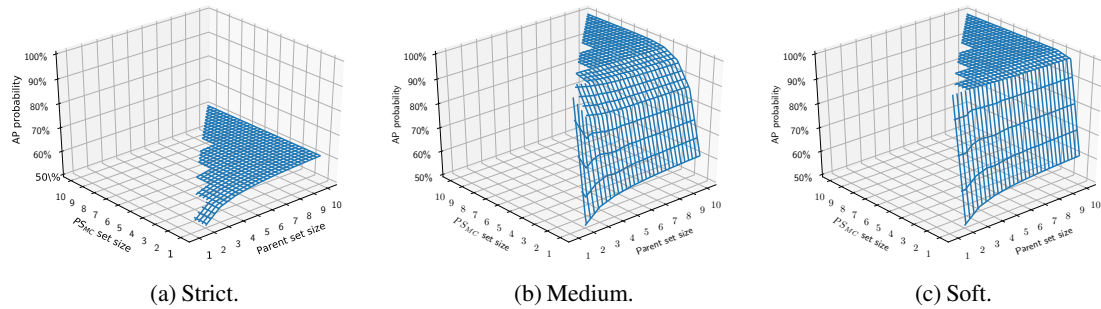 100%
90%
80%
70%
60%
50\%
AP probability
10 9 8 7 6 5 4 3 2 1
PS_MC set size
1 2 3 4 5 6 7 8 9 10
Parent set size
(a) Strict.
100%
90%
80%
70%
60%
50%
AP probability
10 9 8 7 6 5 4 3 2 1
PS_MC set size
1 2 3 4 5 6 7 8 9 10
Parent set size
(b) Medium.
100%
90%
80%
70%
60%
50%
AP probability
10 9 8 7 6 5 4 3 2 1
PS_MC set size
1 2 3 4 5 6 7 8 9 10
Parent set size
(c) Soft.